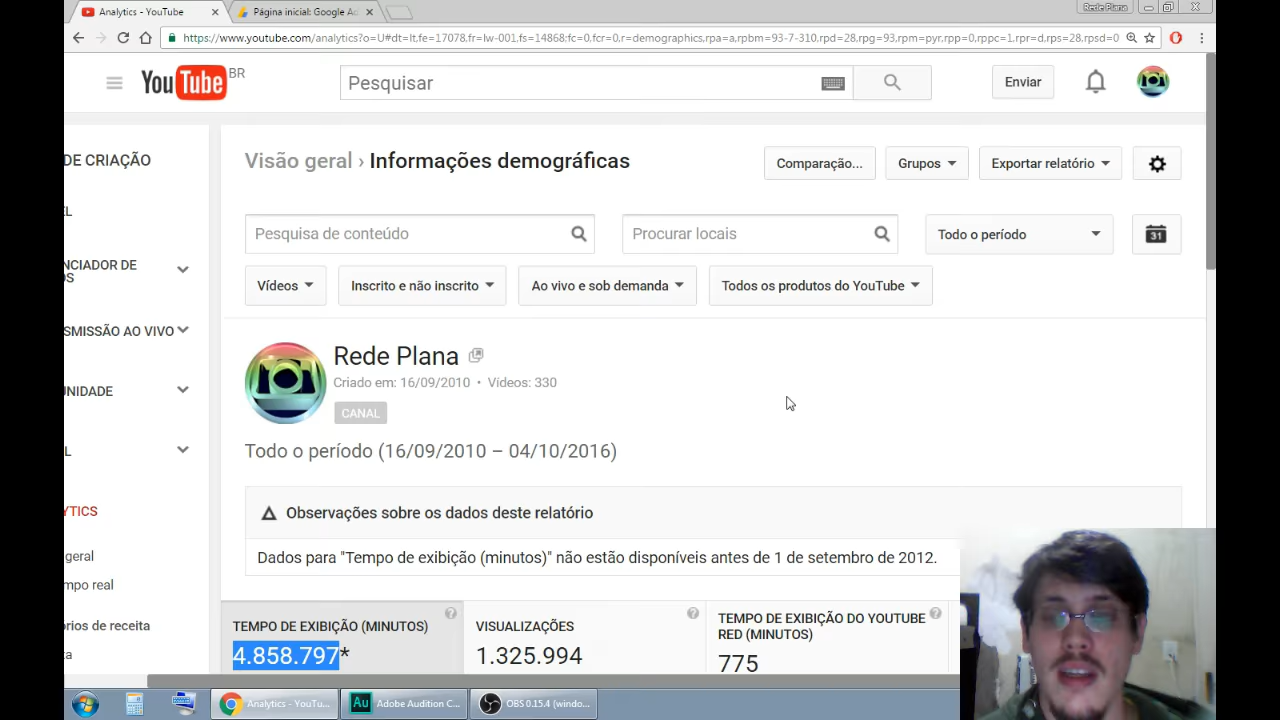 Analytics - YouTube
Página inicial: Google Ad
Rede Plana
https://www.youtube.com/analytics?o=U#dt=lt,fe=17078,fr=lw-001,fs=14868;fc=0,fcr=0,r=demographics,rpa=a,rpbm=93-7-310,rpd=28,rpg=93,rpm=pyr,rpp=0,rppc=1,rpr=d,rps=28,rpsd=0
YouTube BR
Pesquisar
Enviar
DE CRIAÇÃO
Visão geral › Informações demográficas
Comparação...
Grupos
Exportar relatório
EL
Pesquisa de conteúdo
Procurar locais
Todo o período
31
ENCIADOR DE
OS
Vídeos
Inscrito e não inscrito
Ao vivo e sob demanda
Todos os produtos do YouTube
SMISSÃO AO VIVO
Rede Plana
Criado em: 16/09/2010 • Vídeos: 330
UNIDADE
CANAL
L
Todo o período (16/09/2010 – 04/10/2016)
YTICS
Observações sobre os dados deste relatório
geral
Dados para "Tempo de exibição (minutos)" não estão disponíveis antes de 1 de setembro de 2012.
mpo real
órios de receita
TEMPO DE EXIBIÇÃO (MINUTOS)
4.858.797*
VISUALIZAÇÕES
1.325.994
TEMPO DE EXIBIÇÃO DO YOUTUBE
RED (MINUTOS)
775
ta
Analytics - YouTu...
Au Adobe Audition C...
OBS 0.15.4 (windo...